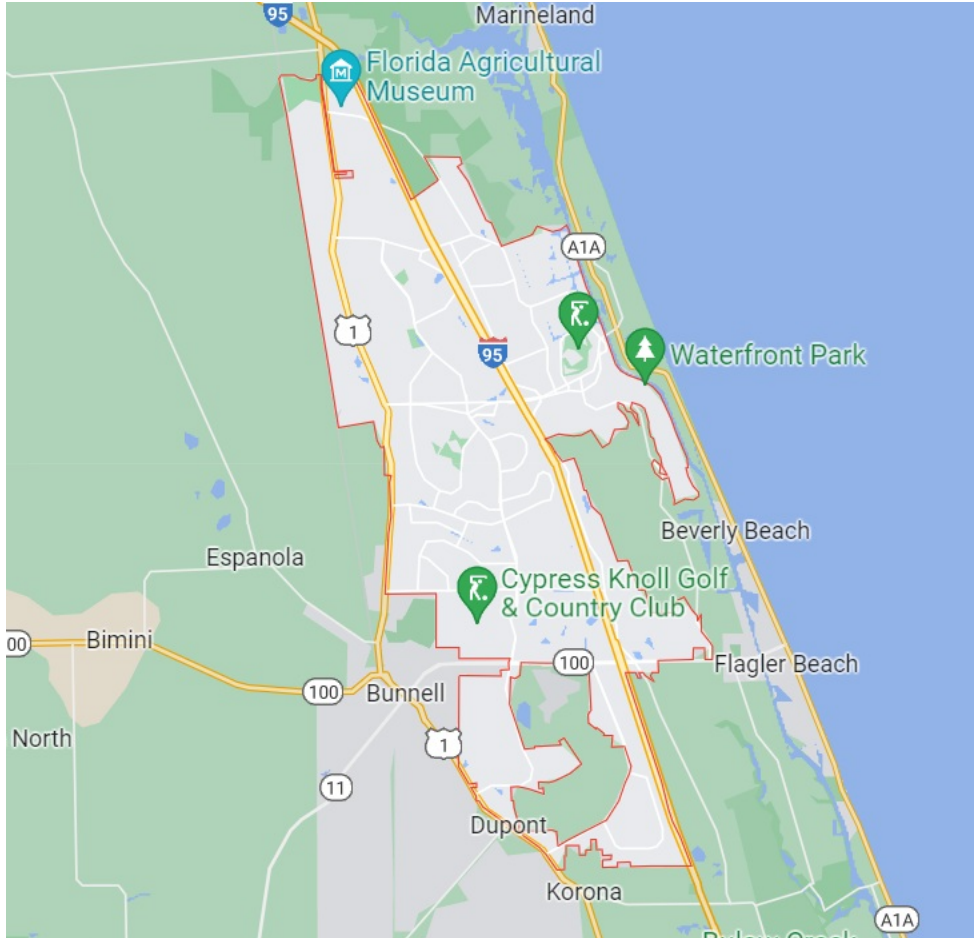 95
Marineland
Florida Agricultural
Museum
A1A
1
95
Waterfront Park
Beverly Beach
Espanola
Cypress Knoll Golf
& Country Club
00
Bimini
100
Flagler Beach
100
Bunnell
North
1
11
Dupont
Korona
A1A